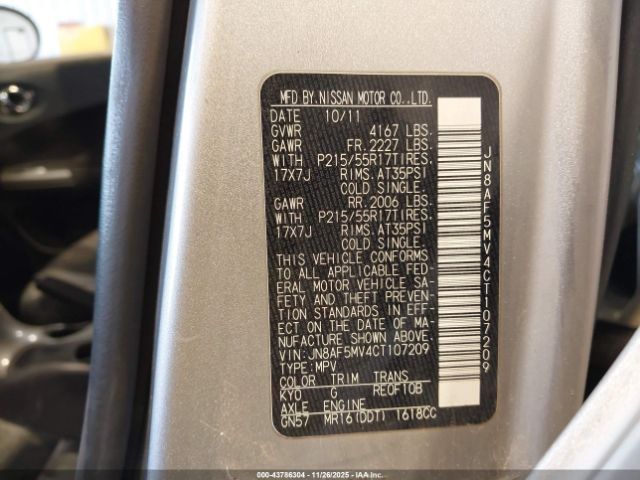 MFD BY.NISSAN MOTOR CO.,LTD.
DATE 10/11
GVWR 4167 LBS.
GAWR FR. 2227 LBS.
WITH P215/55R17TIRES.
17X7J RIMS. AT35PSI
COLD SINGLE.
GAWR RR. 2006 LBS.
WITH P215/55R17TIRES.
17X7J RIMS. AT35PSI
COLD SINGLE.
THIS VEHICLE CONFORMS
TO ALL APPLICABLE FED-
ERAL MOTOR VEHICLE SA-
FETY AND THEFT PREVEN-
TION STANDARDS IN EFF-
ECT ON THE DATE OF MA-
NUFACTURE SHOWN ABOVE.
VIN: JN8AF5MV4CT107209
TYPE: MPV
COLOR TRIM TRANS
KYO G RE0F10B
AXLE ENGINE
GN57 MR16(DDT) 1618CC
JN8AF5MV4CT107209
00-43786304 - 11/26/2025 - IAAI.COM